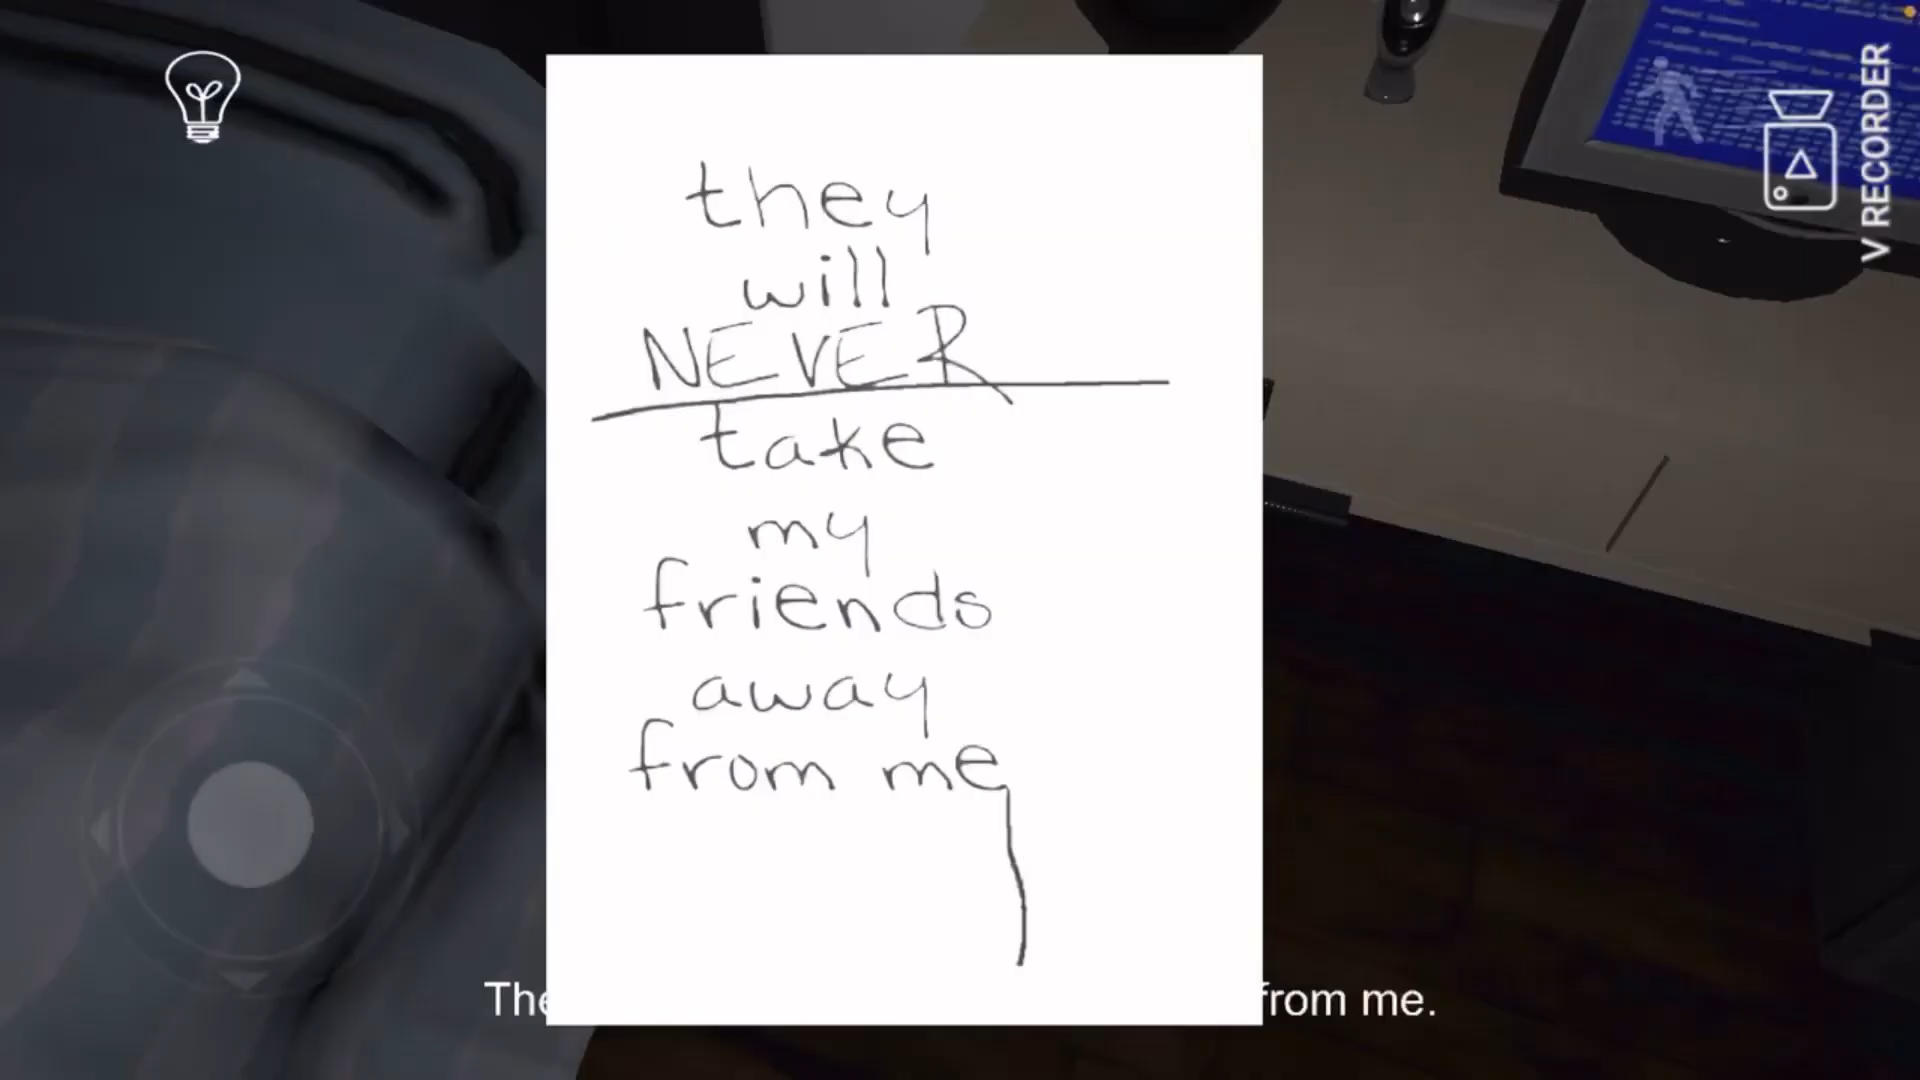 they
will
NEVER
take
my
friends
away
from me
The from me.
V RECORDER